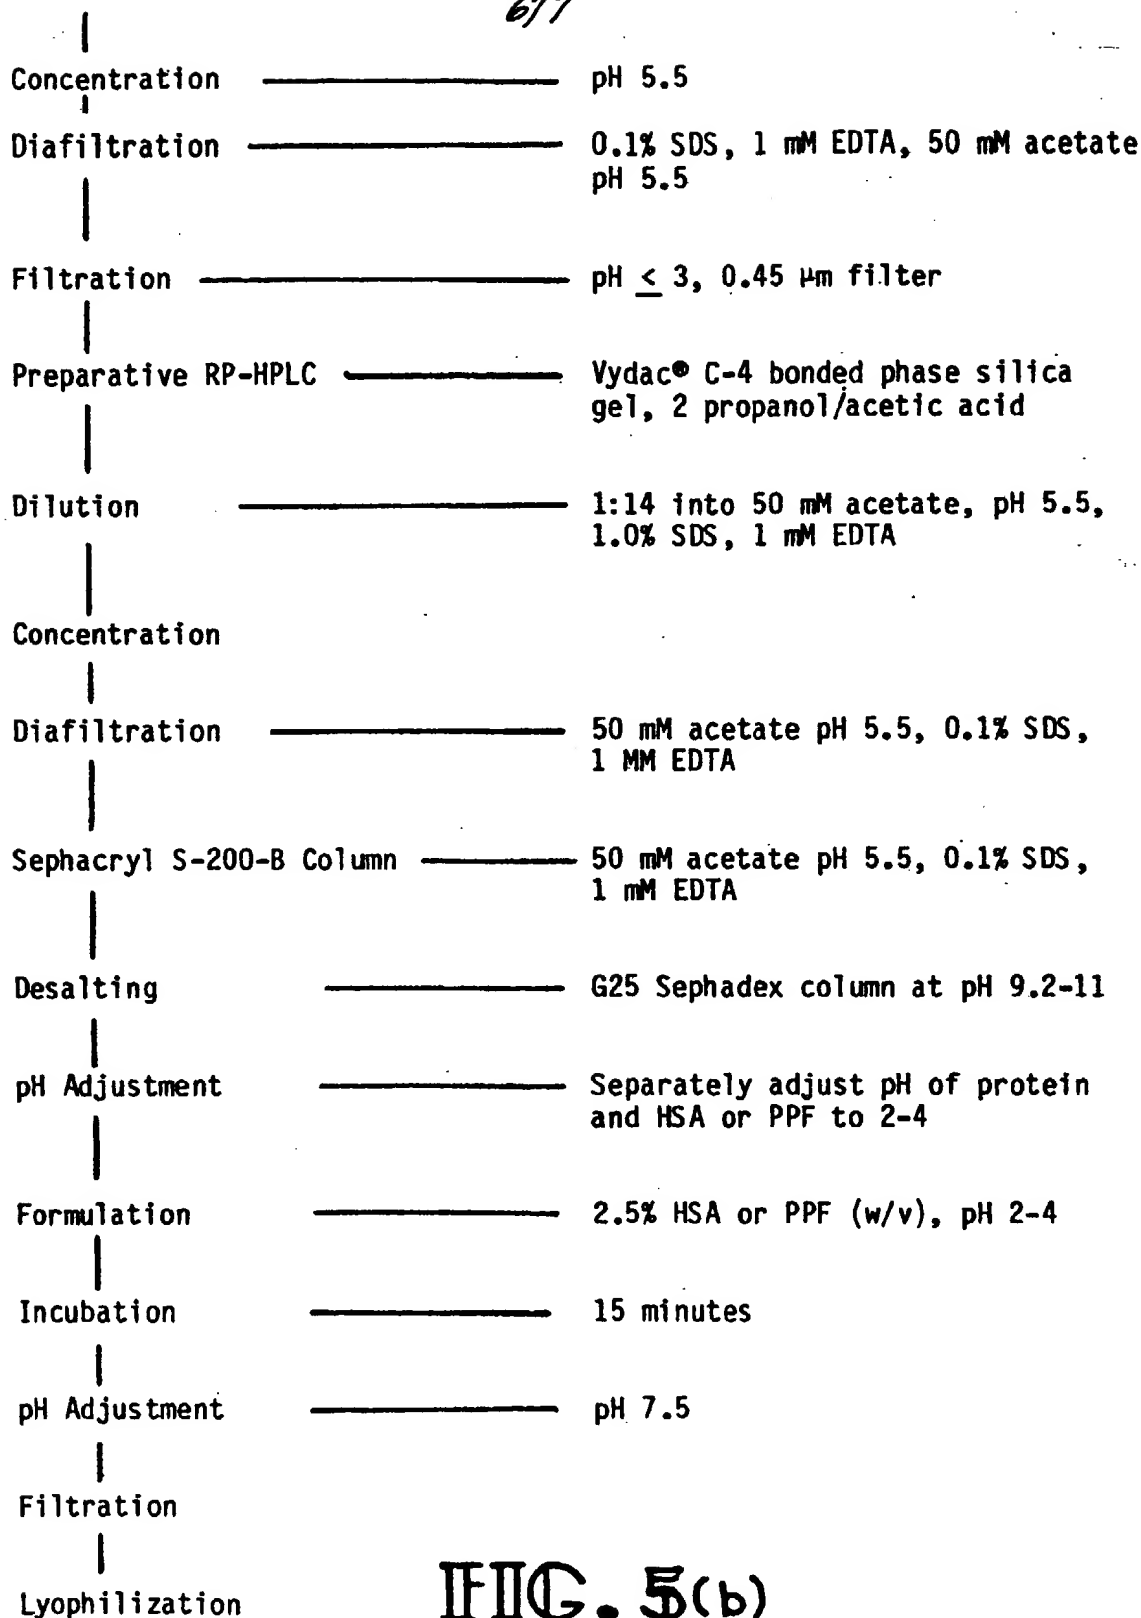 Concentration pH 5.5
Diafiltration 0.1% SDS, 1 mM EDTA, 50 mM acetate
pH 5.5
Filtration pH ≤ 3, 0.45 µm filter
Preparative RP-HPLC Vydac® C-4 bonded phase silica
gel, 2 propanol/acetic acid
Dilution 1:14 into 50 mM acetate, pH 5.5,
1.0% SDS, 1 mM EDTA
Concentration
Diafiltration 50 mM acetate pH 5.5, 0.1% SDS,
1 MM EDTA
Sephacryl S-200-B Column 50 mM acetate pH 5.5, 0.1% SDS,
1 mM EDTA
Desalting G25 Sephadex column at pH 9.2-11
pH Adjustment Separately adjust pH of protein
and HSA or PPF to 2-4
Formulation 2.5% HSA or PPF (w/v), pH 2-4
Incubation 15 minutes
pH Adjustment pH 7.5
Filtration
Lyophilization
FIG. 5(b)